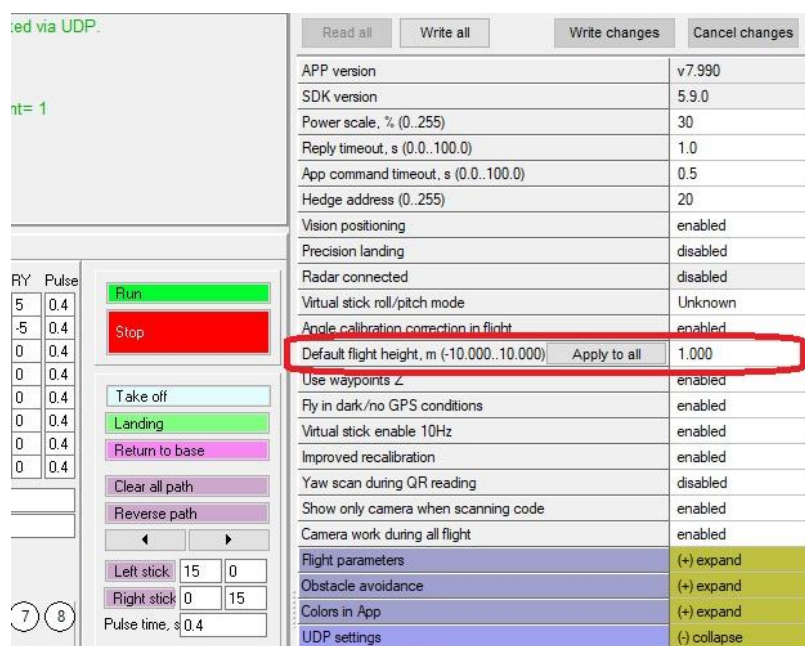 ted via UDP.
nt= 1
Read all Write all Write changes Cancel changes
APP version v7.990
SDK version 5.9.0
Power scale, % (0..255) 30
Reply timeout, s (0.0..100.0) 1.0
App command timeout, s (0.0..100.0) 0.5
Hedge address (0..255) 20
Vision positioning enabled
Precision landing disabled
Radar connected disabled
Virtual stick roll/pitch mode Unknown
Angle calibration correction in flight enabled
Default flight height, m (-10.000..10.000) Apply to all 1.000
Use waypoints Z enabled
Fly in dark/no GPS conditions enabled
Virtual stick enable 10Hz enabled
Improved recalibration enabled
Yaw scan during QR reading disabled
Show only camera when scanning code enabled
Camera work during all flight enabled
Flight parameters (+) expand
Obstacle avoidance (+) expand
Colors in App (+) expand
UDP settings (-) collapse
RY Pulse
5 0.4
-5 0.4
0 0.4
0 0.4
0 0.4
0 0.4
0 0.4
0 0.4
7 8
Run
Stop
Take off
Landing
Return to base
Clear all path
Reverse path
Left stick 15 0
Right stick 0 15
Pulse time, s 0.4